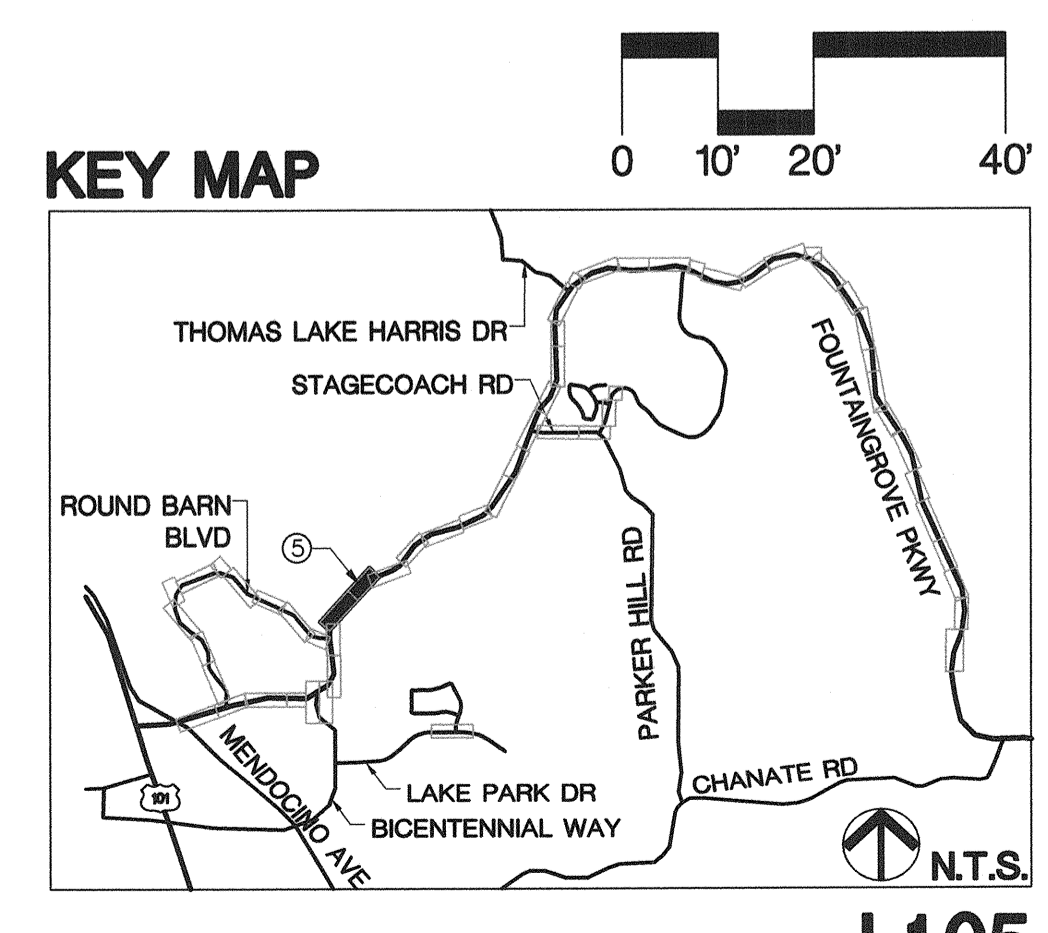 0 10' 20' 40'
KEY MAP
THOMAS LAKE HARRIS DR
STAGECOACH RD
FOUNTAINGROVE PKWY
ROUND BARN
BLVD
5
PARKER HILL RD
MENDOCINO AVE
101
LAKE PARK DR
BICENTENNIAL WAY
CHANATE RD
N.T.S.